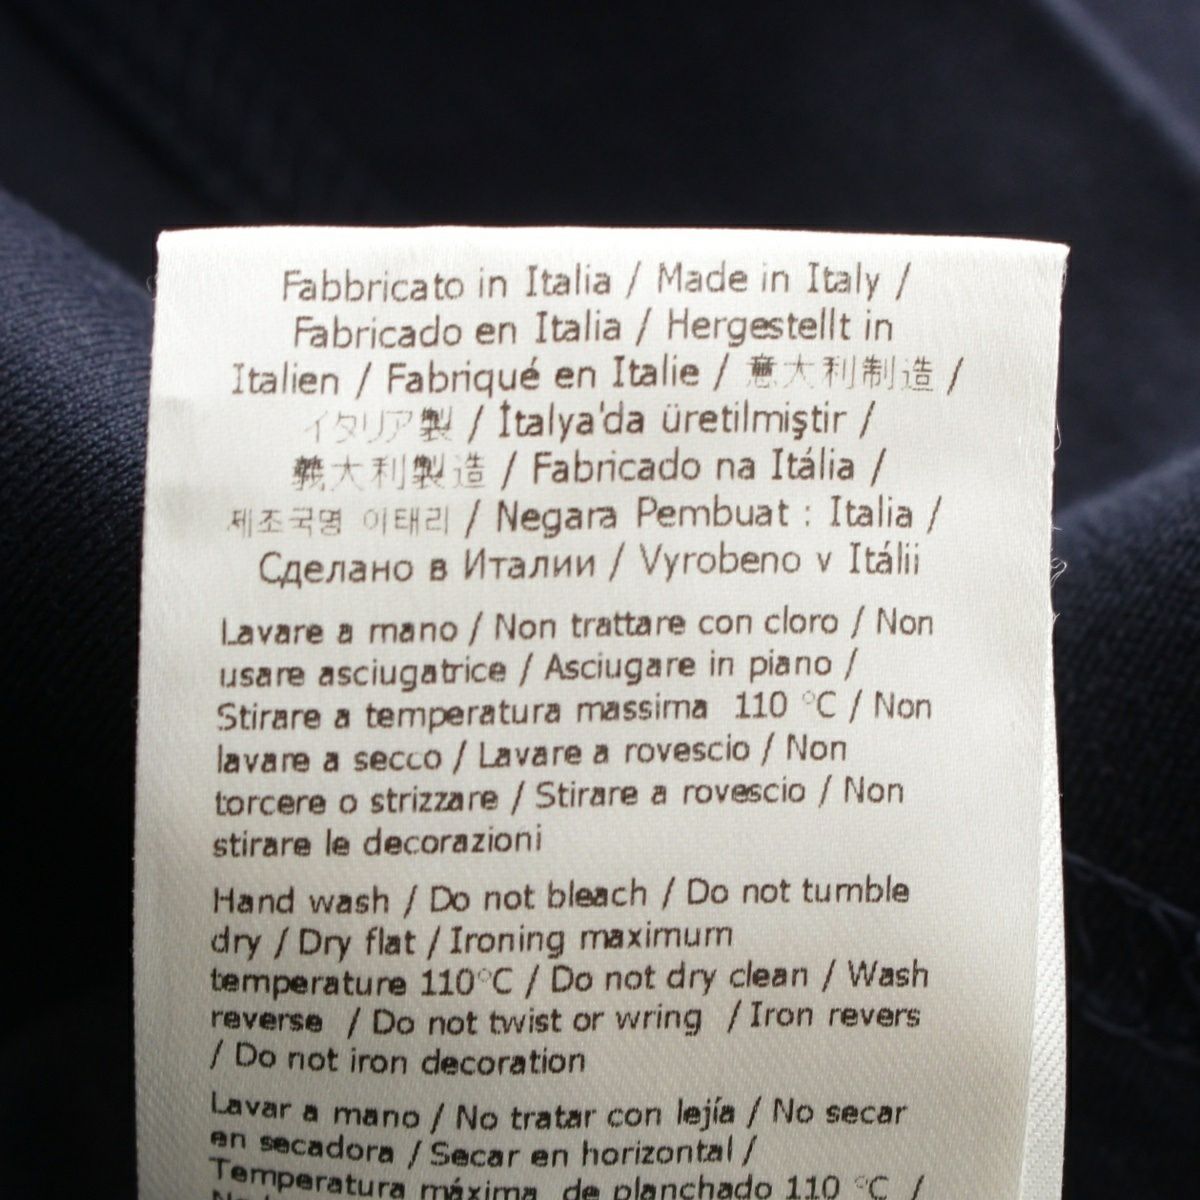 Fabbricato in Italia / Made in Italy /
Fabricado en Italia / Hergestellt in
Italien / Fabriqué en Italie / 意大利制造 /
イタリア製 / İtalya'da üretilmiştir /
義大利製造 / Fabricado na Itália /
제조국명 이태리 / Negara Pembuat : Italia /
Сделано в Италии / Vyrobeno v Itálii
Lavare a mano / Non trattare con cloro / Non
usare asciugatrice / Asciugare in piano /
Stirare a temperatura massima 110 °C / Non
lavare a secco / Lavare a rovescio / Non
torcere o strizzare / Stirare a rovescio / Non
stirare le decorazioni
Hand wash / Do not bleach / Do not tumble
dry / Dry flat / Ironing maximum
temperature 110°C / Do not dry clean / Wash
reverse / Do not twist or wring / Iron revers
/ Do not iron decoration
Lavar a mano / No tratar con lejía / No secar
en secadora / Secar en horizontal /
Temperatura máxima de planchado 110 °C /